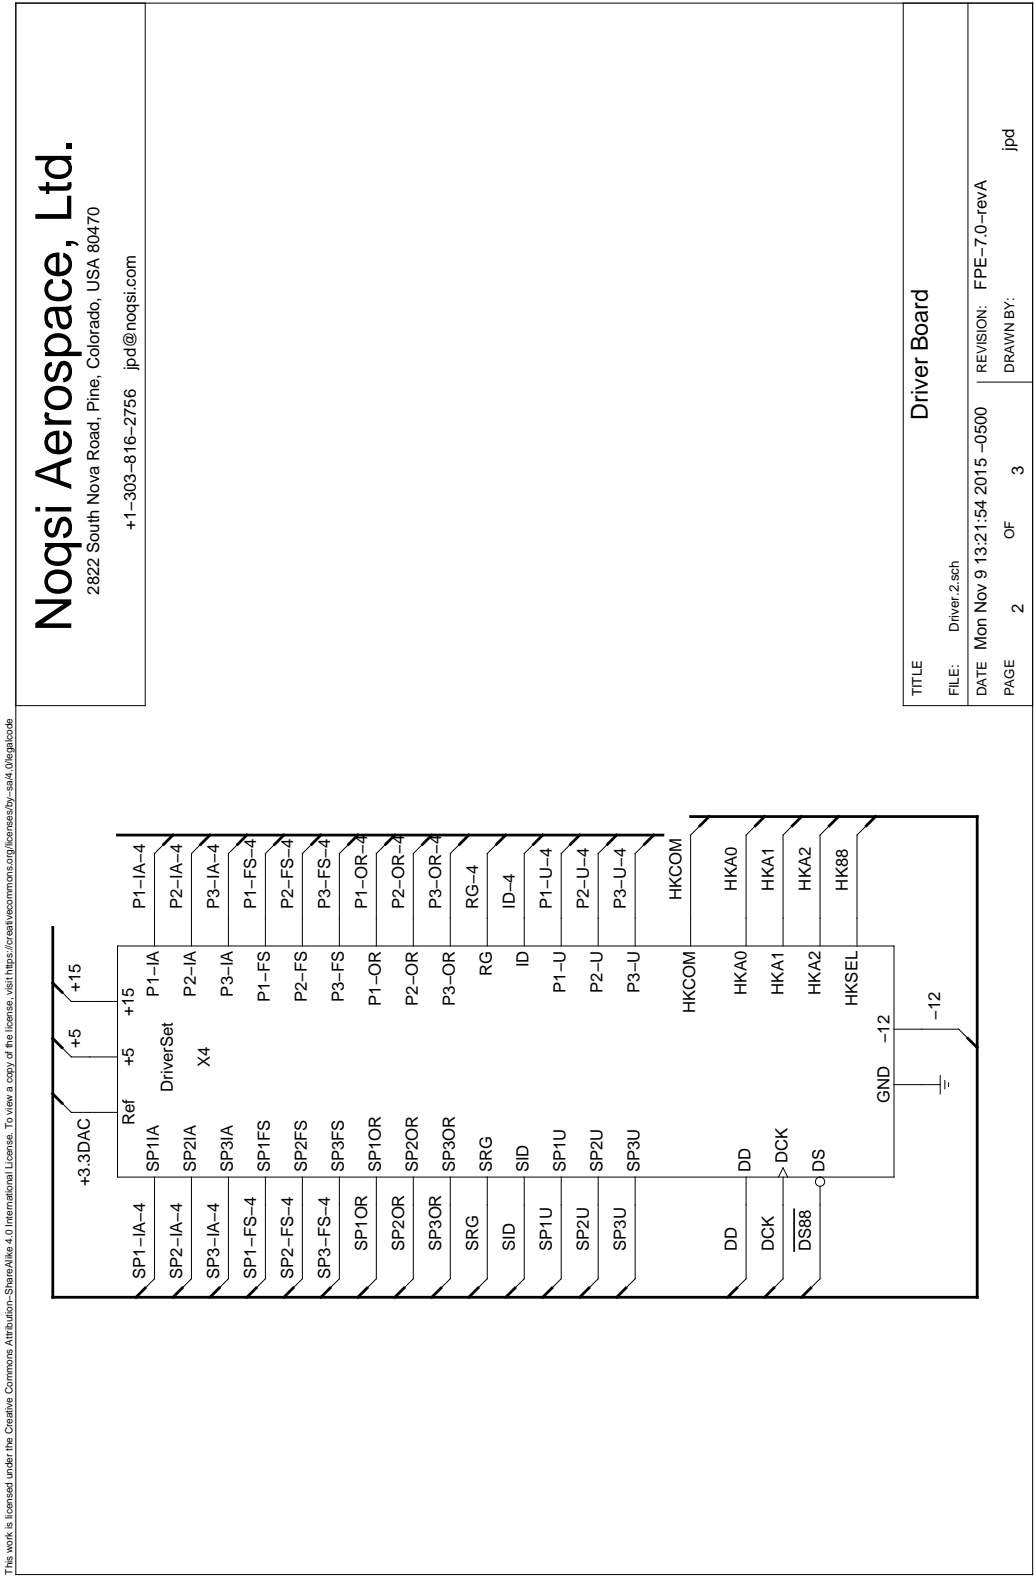 This work is licensed under the Creative Commons Attribution−ShareAlike 4.0 International License. To view a copy of the license, visit https://creativecommons.org/licenses/by−sa/4.0/legalcode
Noqsi Aerospace, Ltd.
2822 South Nova Road, Pine, Colorado, USA 80470
+1−303−816−2756 jpd@noqsi.com
+3.3DAC
+5
+15
Ref
+5
+15
DriverSet
X4
SP1−IA−4 SP1IA P1−IA P1−IA−4
SP2−IA−4 SP2IA P2−IA P2−IA−4
SP3−IA−4 SP3IA P3−IA P3−IA−4
SP1−FS−4 SP1FS P1−FS P1−FS−4
SP2−FS−4 SP2FS P2−FS P2−FS−4
SP3−FS−4 SP3FS P3−FS P3−FS−4
SP1OR SP1OR P1−OR P1−OR−4
SP2OR SP2OR P2−OR P2−OR−4
SP3OR SP3OR P3−OR P3−OR−4
SRG SRG RG RG−4
SID SID ID ID−4
SP1U SP1U P1−U P1−U−4
SP2U SP2U P2−U P2−U−4
SP3U SP3U P3−U P3−U−4
HKCOM HKCOM
DD DD HKA0 HKA0
DCK DCK HKA1 HKA1
DS88 DS HKA2 HKA2
HKSEL HK88
GND −12
−12
TITLE
Driver Board
FILE: Driver.2.sch
DATE Mon Nov 9 13:21:54 2015 −0500 REVISION: FPE−7.0−revA
PAGE 2 OF 3 DRAWN BY: jpd